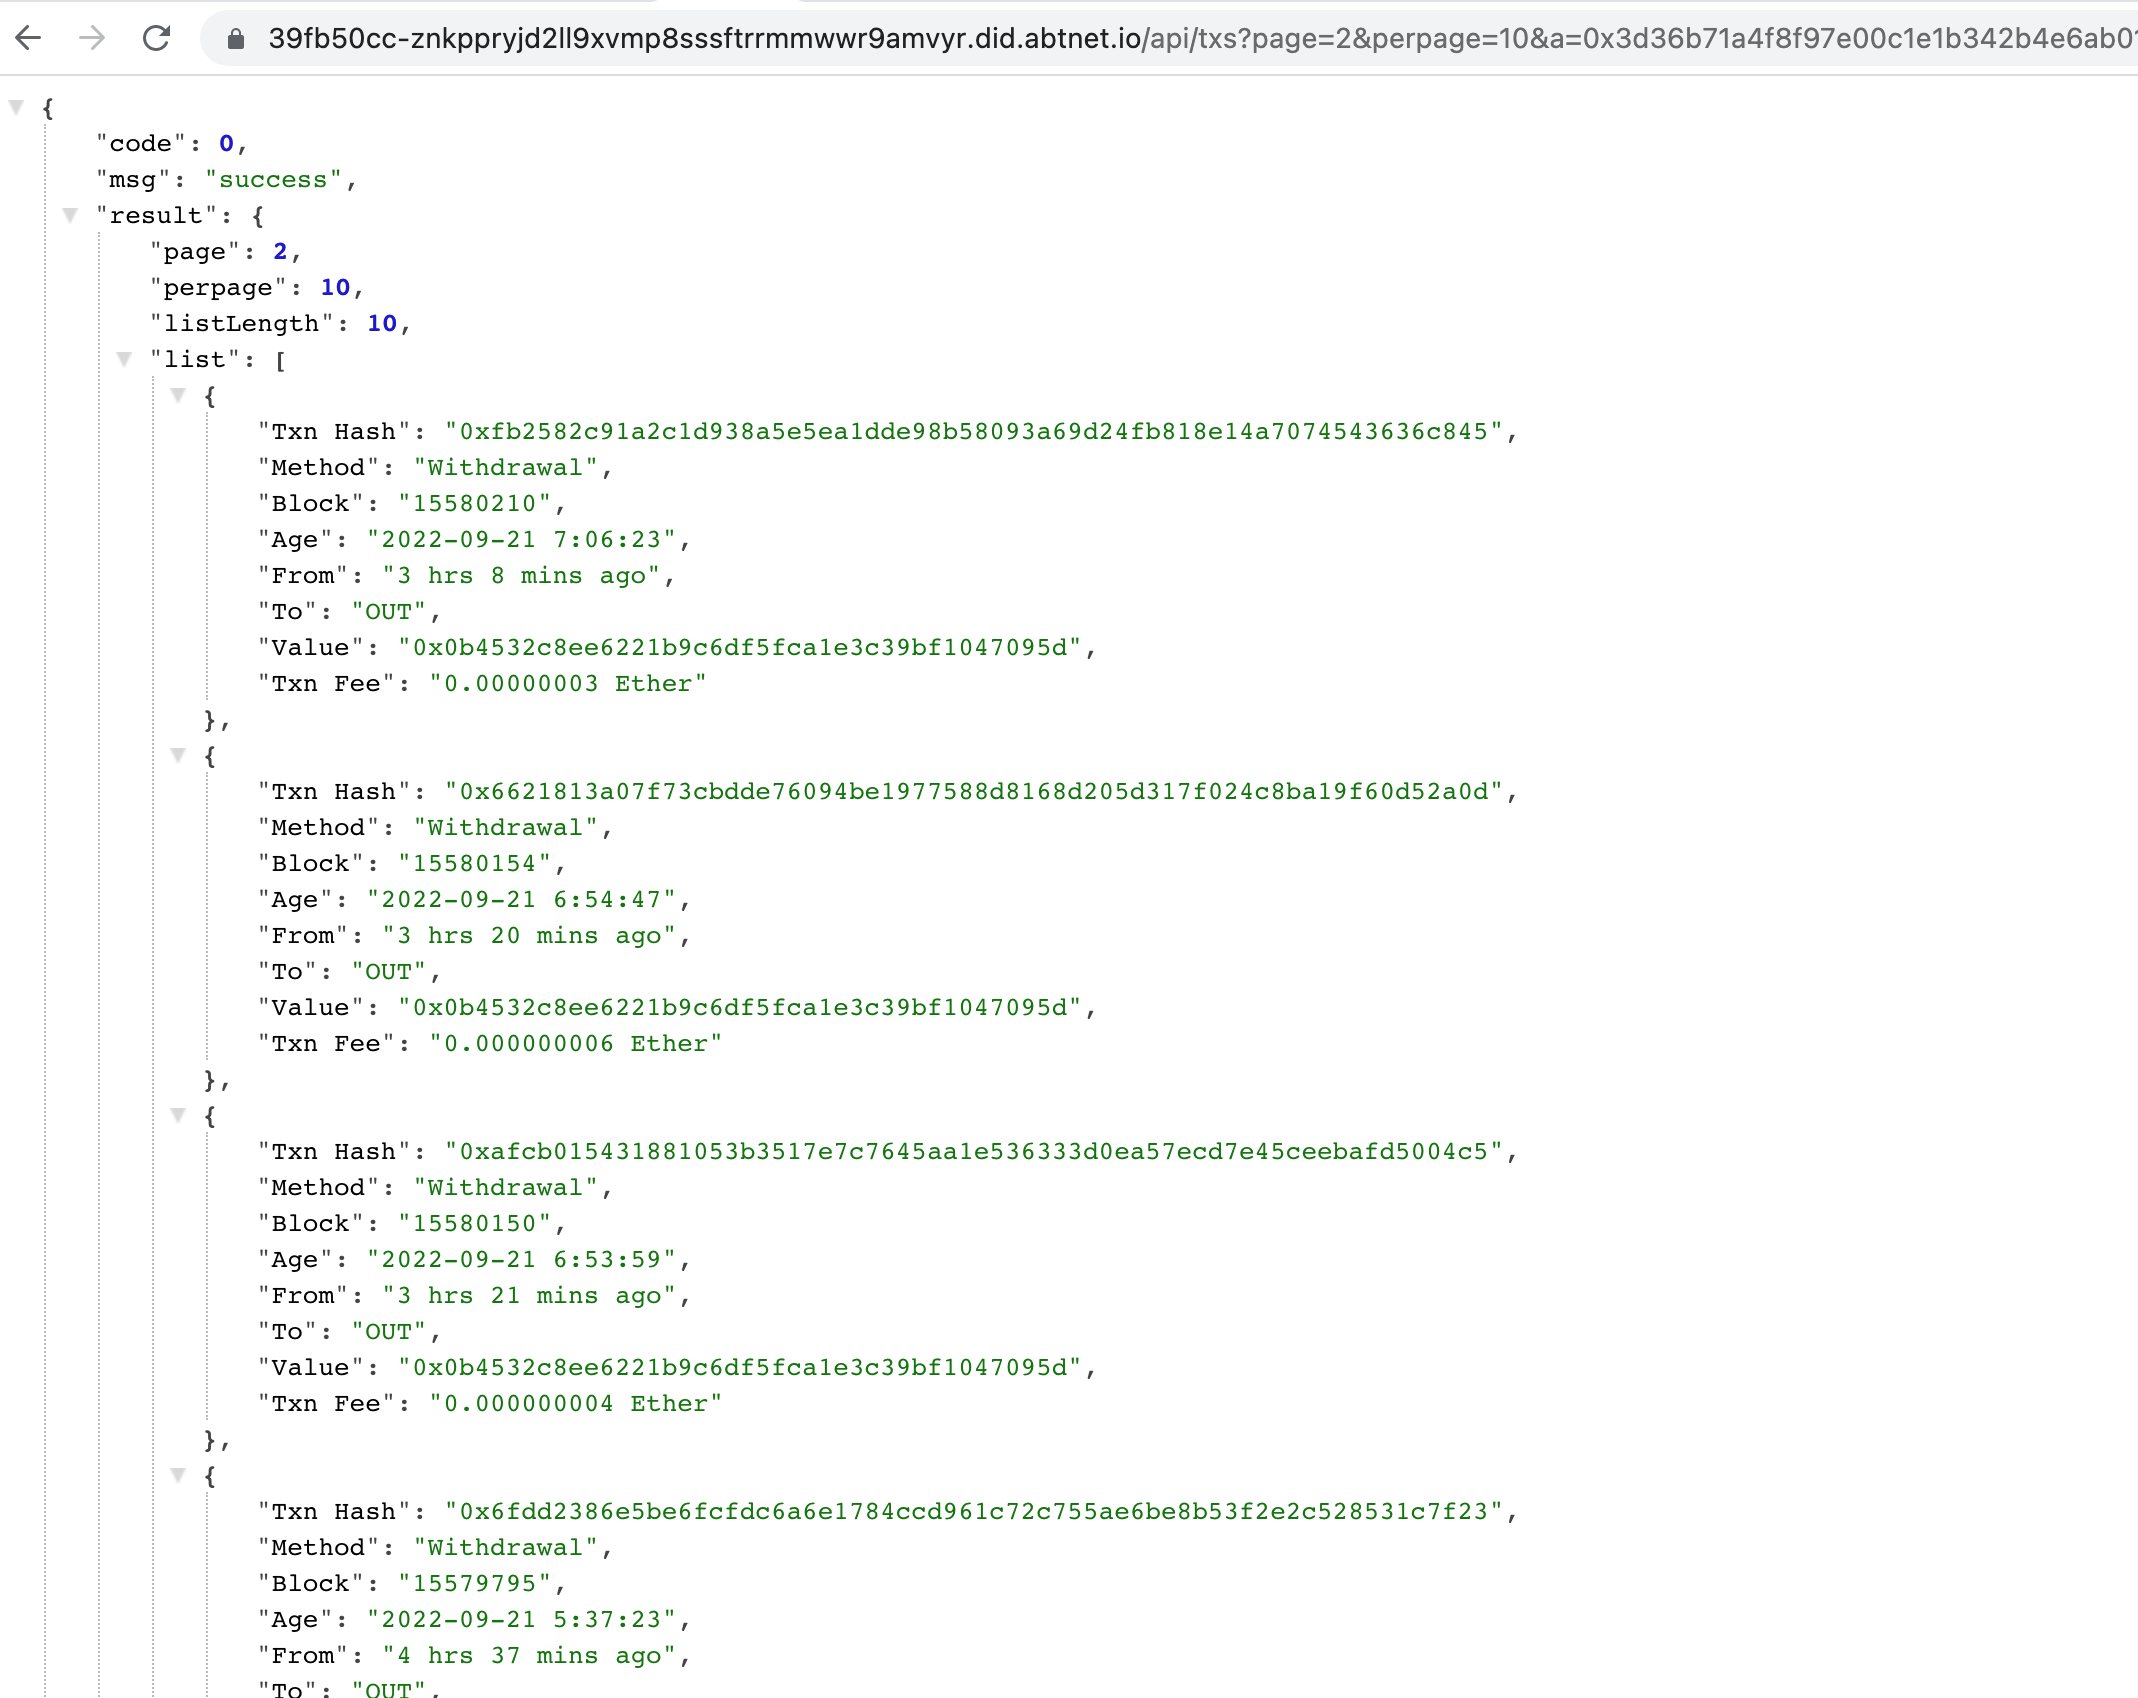 39fb50cc-znkppryjd2ll9xvmp8sssftrrmmwwr9amvyr.did.abtnet.io/api/txs?page=2&perpage=10&a=0x3d36b71a4f8f97e00c1e1b342b4e6ab01
{
"code": 0,
"msg": "success",
"result": {
"page": 2,
"perpage": 10,
"listLength": 10,
"list": [
{
"Txn Hash": "0xfb2582c91a2c1d938a5e5ea1dde98b58093a69d24fb818e14a7074543636c845",
"Method": "Withdrawal",
"Block": "15580210",
"Age": "2022-09-21 7:06:23",
"From": "3 hrs 8 mins ago",
"To": "OUT",
"Value": "0x0b4532c8ee6221b9c6df5fca1e3c39bf1047095d",
"Txn Fee": "0.00000003 Ether"
},
{
"Txn Hash": "0x6621813a07f73cbdde76094be1977588d8168d205d317f024c8ba19f60d52a0d",
"Method": "Withdrawal",
"Block": "15580154",
"Age": "2022-09-21 6:54:47",
"From": "3 hrs 20 mins ago",
"To": "OUT",
"Value": "0x0b4532c8ee6221b9c6df5fca1e3c39bf1047095d",
"Txn Fee": "0.000000006 Ether"
},
{
"Txn Hash": "0xafcb015431881053b3517e7c7645aa1e536333d0ea57ecd7e45ceebafd5004c5",
"Method": "Withdrawal",
"Block": "15580150",
"Age": "2022-09-21 6:53:59",
"From": "3 hrs 21 mins ago",
"To": "OUT",
"Value": "0x0b4532c8ee6221b9c6df5fca1e3c39bf1047095d",
"Txn Fee": "0.000000004 Ether"
},
{
"Txn Hash": "0x6fdd2386e5be6fcfdc6a6e1784ccd961c72c755ae6be8b53f2e2c528531c7f23",
"Method": "Withdrawal",
"Block": "15579795",
"Age": "2022-09-21 5:37:23",
"From": "4 hrs 37 mins ago",
"To": "OUT",